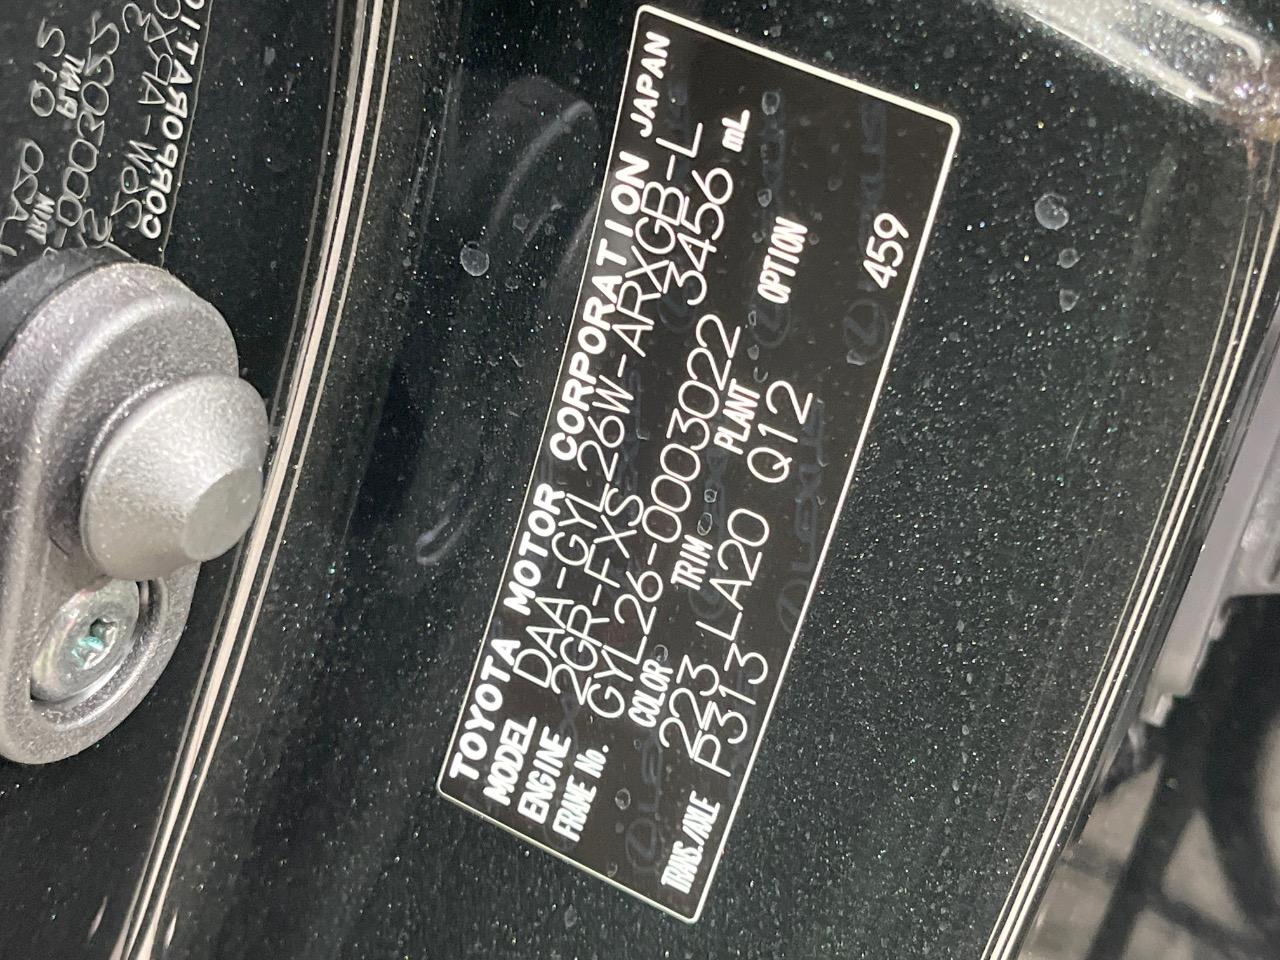 TOYOTA MOTOR CORPORATION JAPAN
MODEL DAA-GYL26W-ARXGB-L
ENGINE 2GR-FXS 3456 mL
FRAME No. GYL26-0003022
COLOR TRIM PLANT OPTION
223 LA20 Q12 459
TRANS./AXLE P313